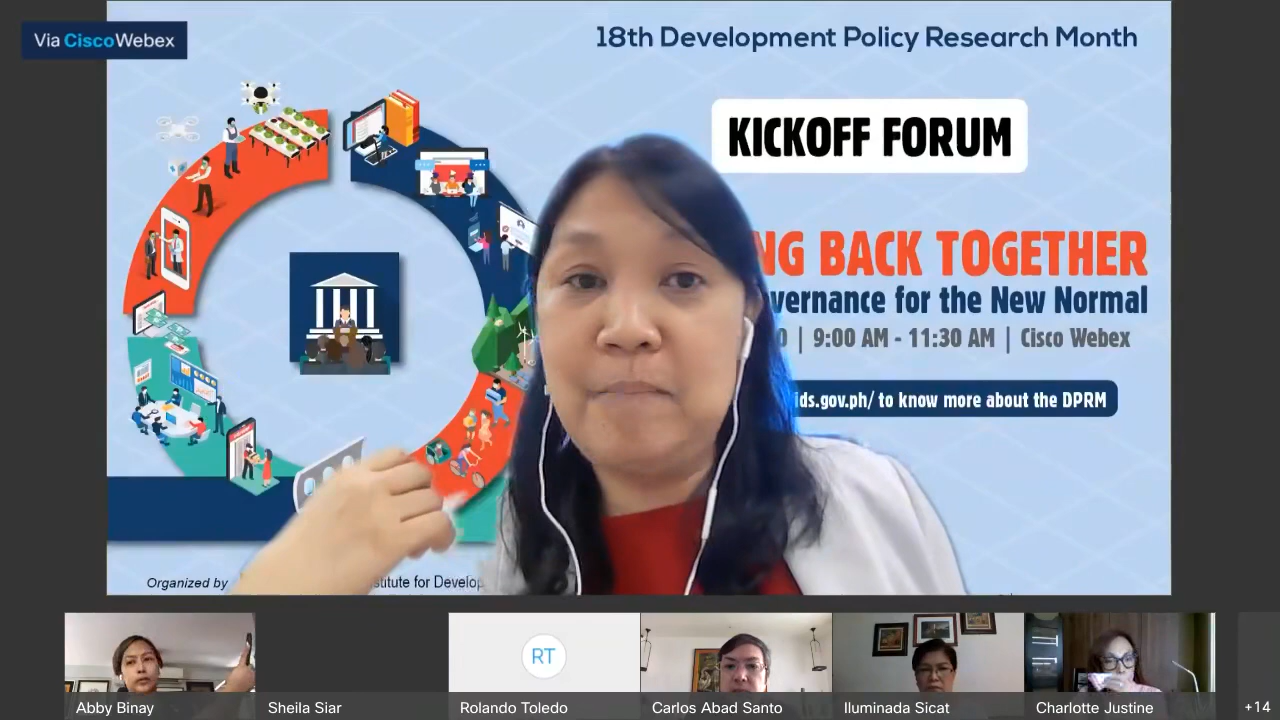 Via Cisco Webex
18th Development Policy Research Month
KICKOFF FORUM
NG BACK TOGETHER
vernance for the New Normal
0 | 9:00 AM - 11:30 AM | Cisco Webex
ids.gov.ph/ to know more about the DPRM
Organized by
stitute for Develop
RT
Abby Binay
Sheila Siar
Rolando Toledo
Carlos Abad Santo
Iluminada Sicat
Charlotte Justine
+14